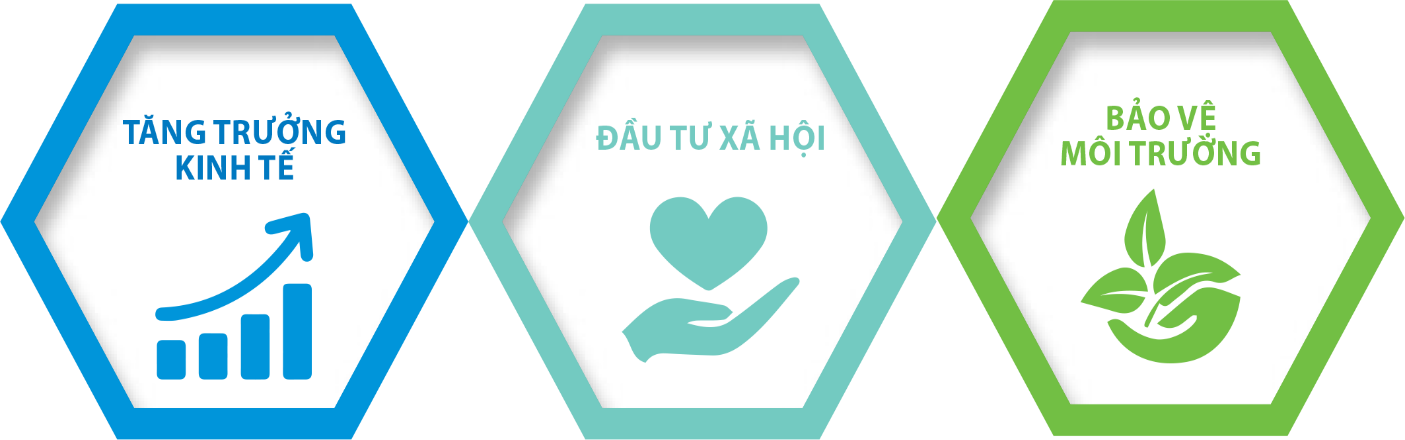 TĂNG TRƯỞNG
KINH TẾ
ĐẦU TƯ XÃ HỘI
BẢO VỆ
MÔI TRƯỜNG